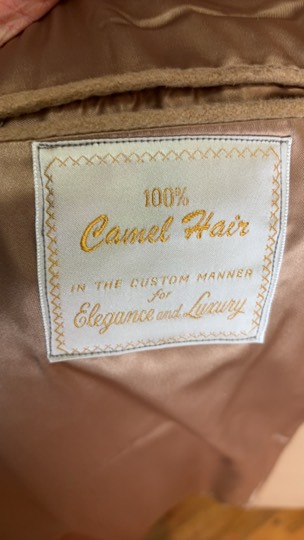 100%
Camel Hair
IN THE CUSTOM MANNER
for
Elegance and Luxury